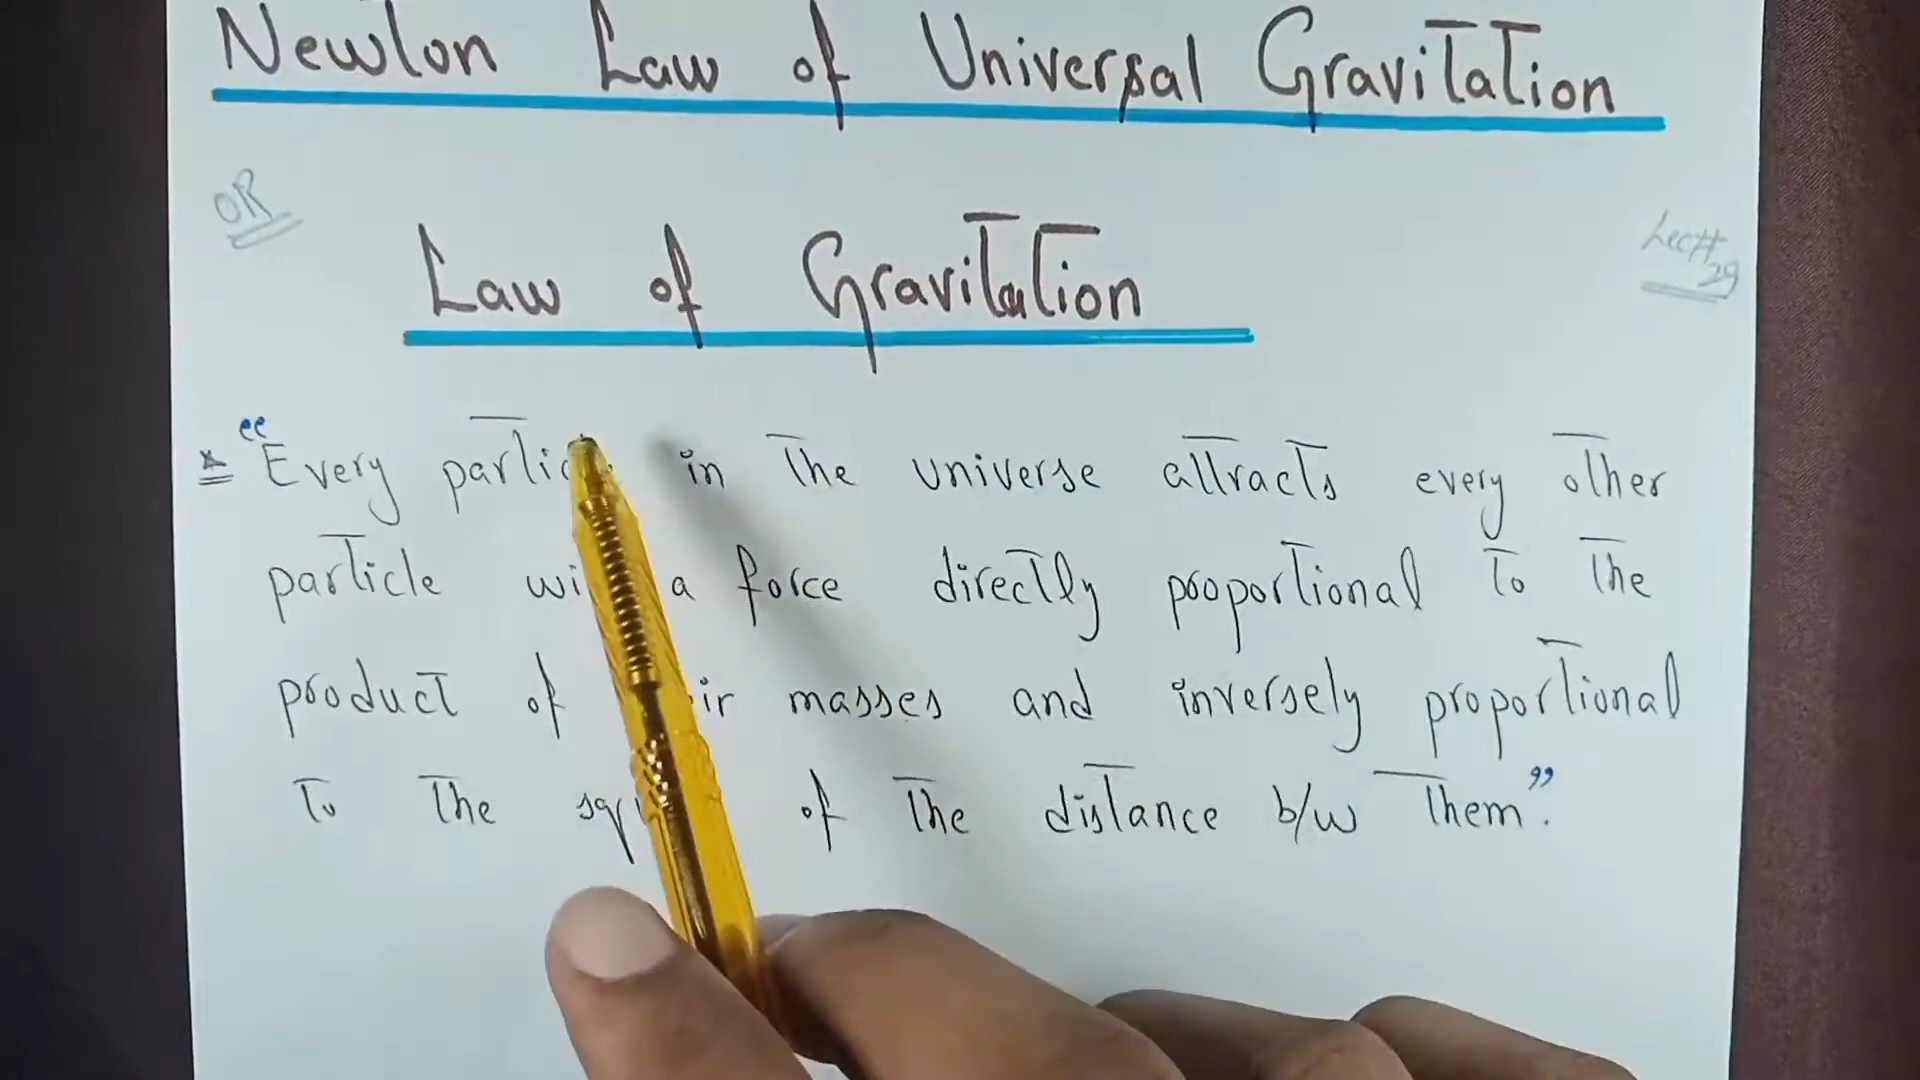 Newton Law of Universal Gravitation
OR
Lec# 29
Law of Gravitation
* "Every in the universe attracts every other
particle a force directly proportional to the
product of masses and inversely proportional
to the of the distance b/w them".